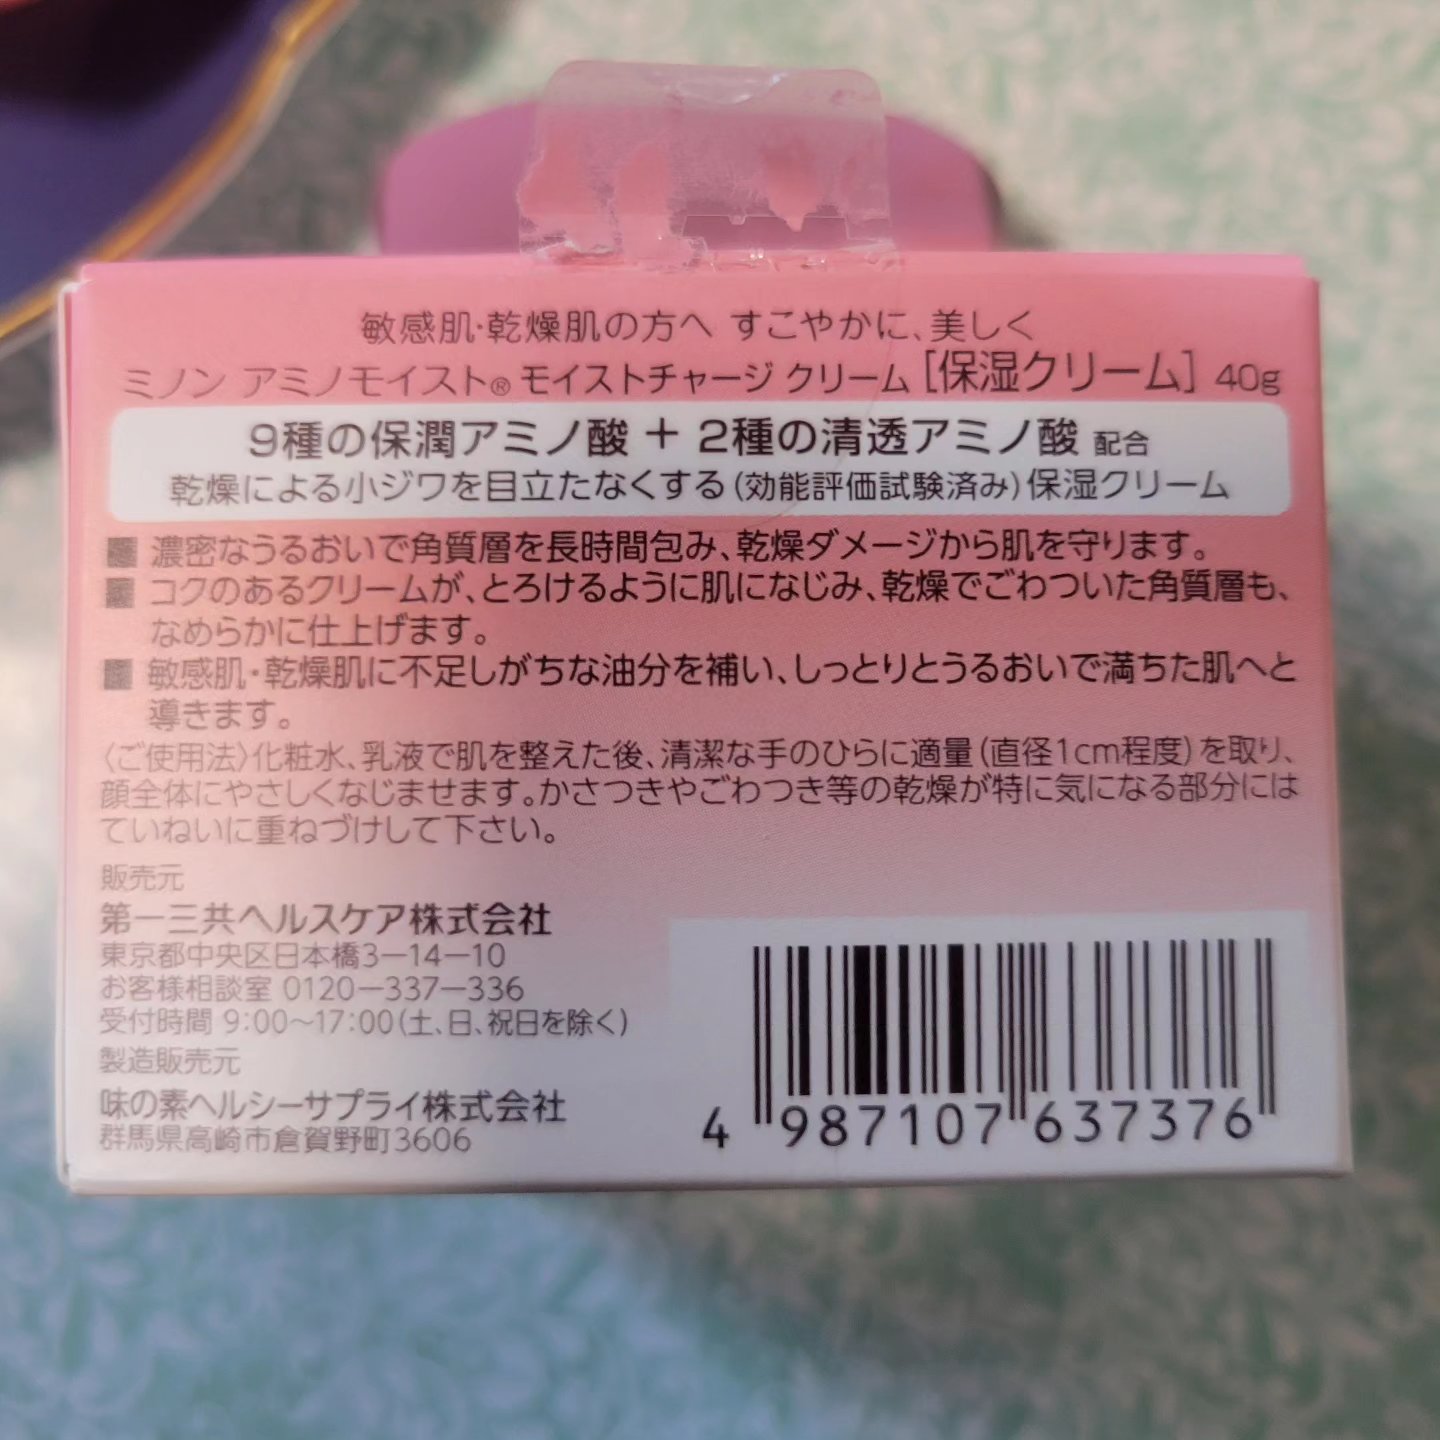 敏感肌・乾燥肌の方へ すこやかに、美しく
ミノン アミノモイスト® モイストチャージ クリーム［保湿クリーム］40g
9種の保潤アミノ酸 + 2種の清透アミノ酸 配合
乾燥による小ジワを目立たなくする(効能評価試験済み)保湿クリーム
■ 濃密なうるおいで角質層を長時間包み、乾燥ダメージから肌を守ります。
■ コクのあるクリームが、とろけるように肌になじみ、乾燥でごわついた角質層も、
なめらかに仕上げます。
■ 敏感肌・乾燥肌に不足しがちな油分を補い、しっとりとうるおいで満ちた肌へと
導きます。
〈ご使用法〉化粧水、乳液で肌を整えた後、清潔な手のひらに適量(直径1cm程度)を取り、
顔全体にやさしくなじませます。かさつきやごわつき等の乾燥が特に気になる部分には
ていねいに重ねづけして下さい。
販売元
第一三共ヘルスケア株式会社
東京都中央区日本橋3－14－10
お客様相談室 0120－337－336
受付時間 9:00～17:00(土、日、祝日を除く)
製造販売元
味の素ヘルシーサプライ株式会社
群馬県高崎市倉賀野町3606
4 987107 637376